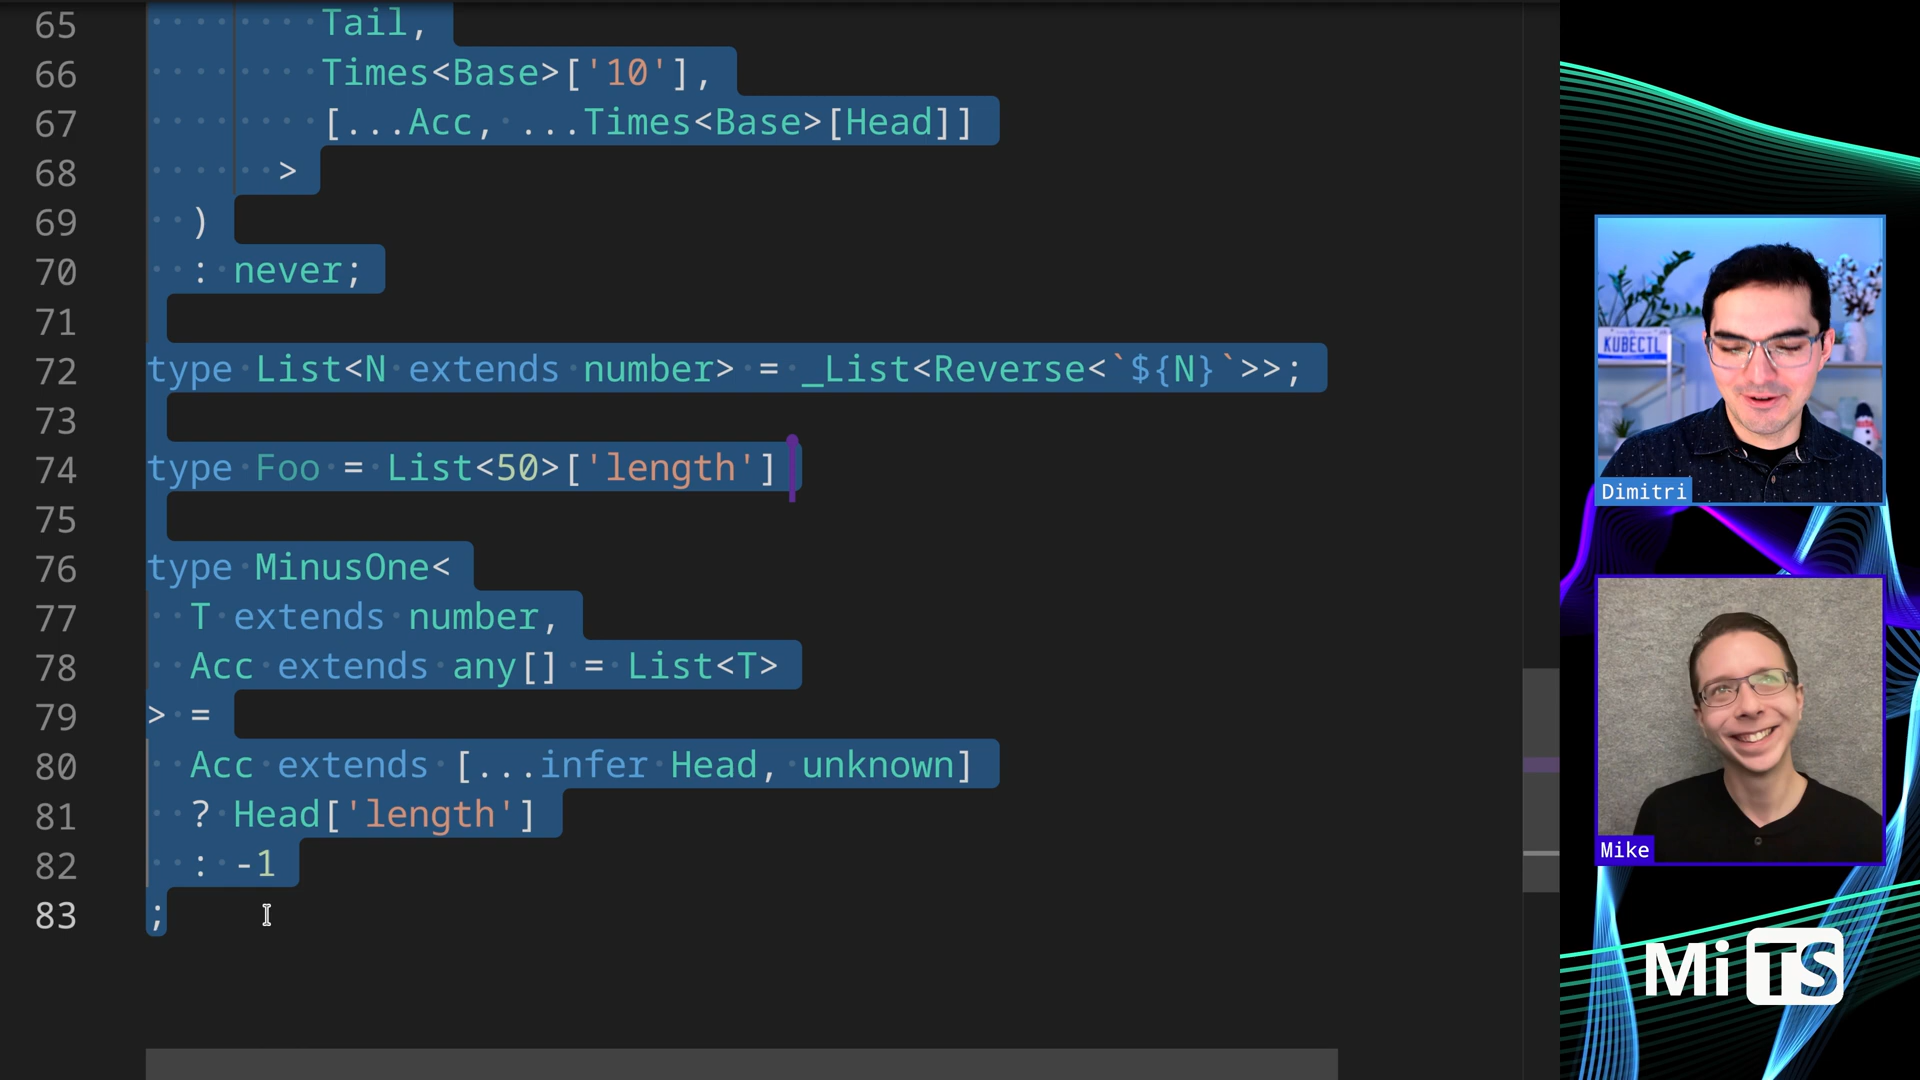 65 Tail,
66 Times<Base>['10'],
67 [...Acc, ...Times<Base>[Head]]
68 >
69 )
70 : never;
71
72 type List<N extends number> = _List<Reverse<`${N}`>>;
73
74 type Foo = List<50>['length']
75
76 type MinusOne<
77 T extends number,
78 Acc extends any[] = List<T>
79 > =
80 Acc extends [...infer Head, unknown]
81 ? Head['length']
82 : -1
83 ;
KUBECTL
Dimitri
Mike
MiTS